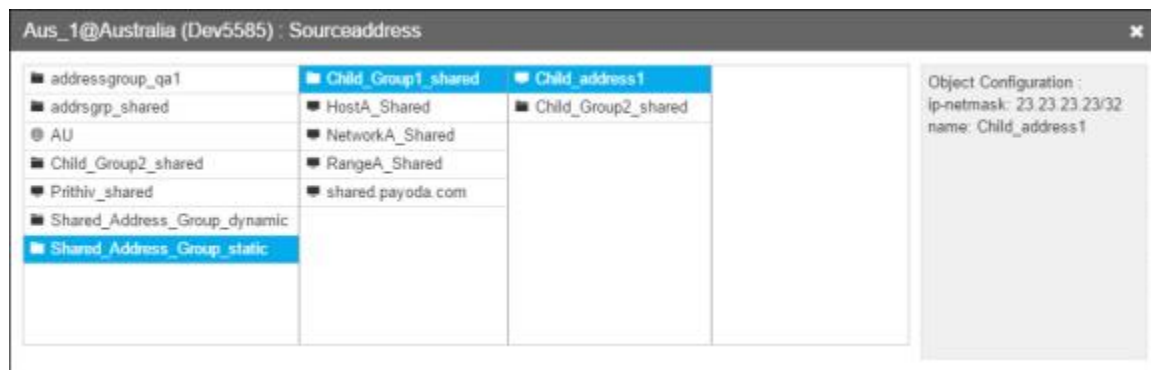 Aus_1@Australia (Dev5585) : Sourceaddress
addressgroup_qa1
addrsgrp_shared
AU
Child_Group2_shared
Prithiv_shared
Shared_Address_Group_dynamic
Shared_Address_Group_static
Child_Group1_shared
HostA_Shared
NetworkA_Shared
RangeA_Shared
shared.payoda.com
Child_address1
Child_Group2_shared
Object Configuration :
ip-netmask: 23.23.23.23/32
name: Child_address1